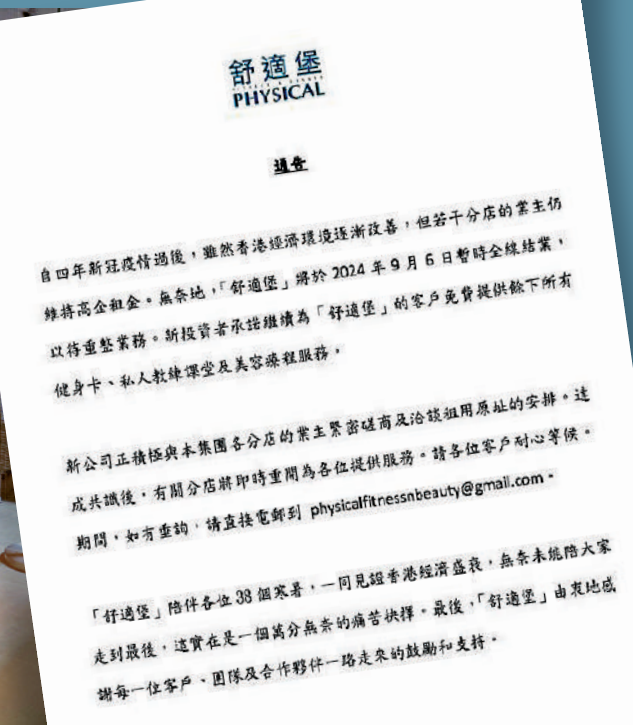 舒適堡
PHYSICAL
通告
自四年新冠疫情過後，雖然香港經濟環境逐漸改善，但若干分店的業主仍
維持高企租金。無奈地，「舒適堡」將於 2024 年 9 月 6 日暫時全線結業，
以待重整業務。新投資者承諾繼續為「舒適堡」的客戶免費提供餘下所有
健身卡、私人教練課堂及美容療程服務。
新公司正積極與本集團各分店的業主緊密磋商及洽談租用原址的安排。達
成共識後，有關分店將即時重開為各位提供服務。請各位客戶耐心等候。
期間，如有垂詢，請直接電郵到 physicalfitnessnbeauty@gmail.com。
「舒適堡」陪伴各位 38 個寒暑，一同見證香港經濟盛衰，無奈未能陪大家
走到最後，這實在是一個萬分無奈的痛苦抉擇。最後，「舒適堡」由衷地感
謝每一位客戶、團隊及合作夥伴一路走來的鼓勵和支持。